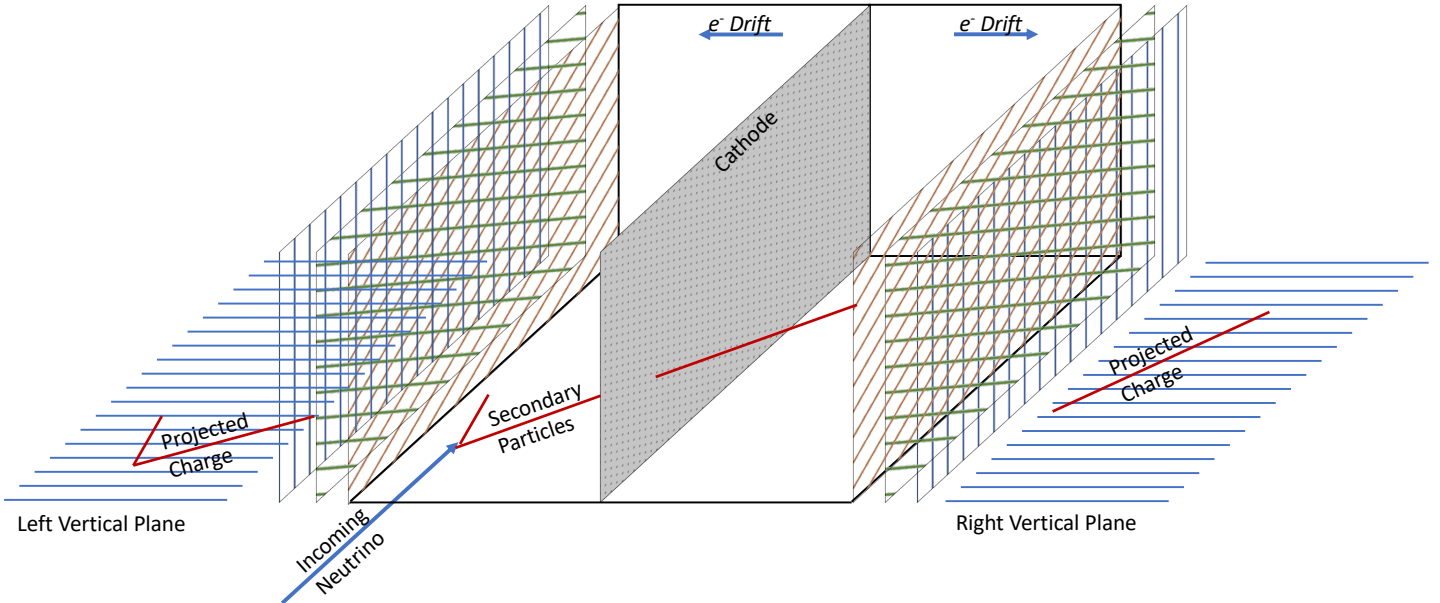 e- Drift
e- Drift
Cathode
Secondary
Particles
Projected
Charge
Projected
Charge
Left Vertical Plane
Right Vertical Plane
Incoming
Neutrino